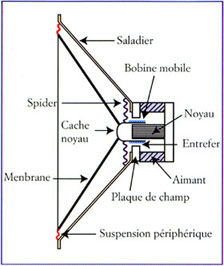 Saladier
Bobine mobile
Spider
Noyau
Cache
noyau
Entrefer
Menbrane
Aimant
Plaque de champ
Suspension périphérique